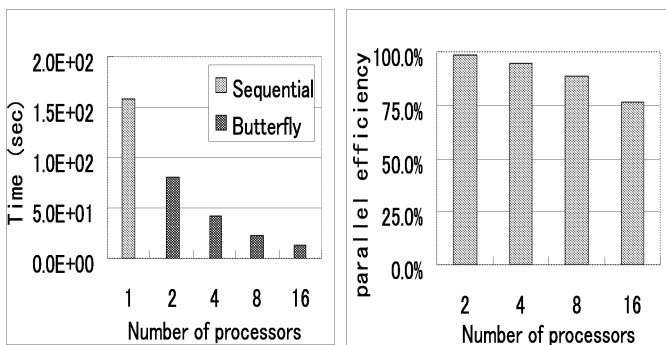 2.0E+02
1.5E+02
1.0E+02
5.0E+01
0.0E+00
Time (sec)
Sequential
Butterfly
1 2 4 8 16
Number of processors
100.0%
75.0%
50.0%
25.0%
0.0%
parallel efficiency
2 4 8 16
Number of processors